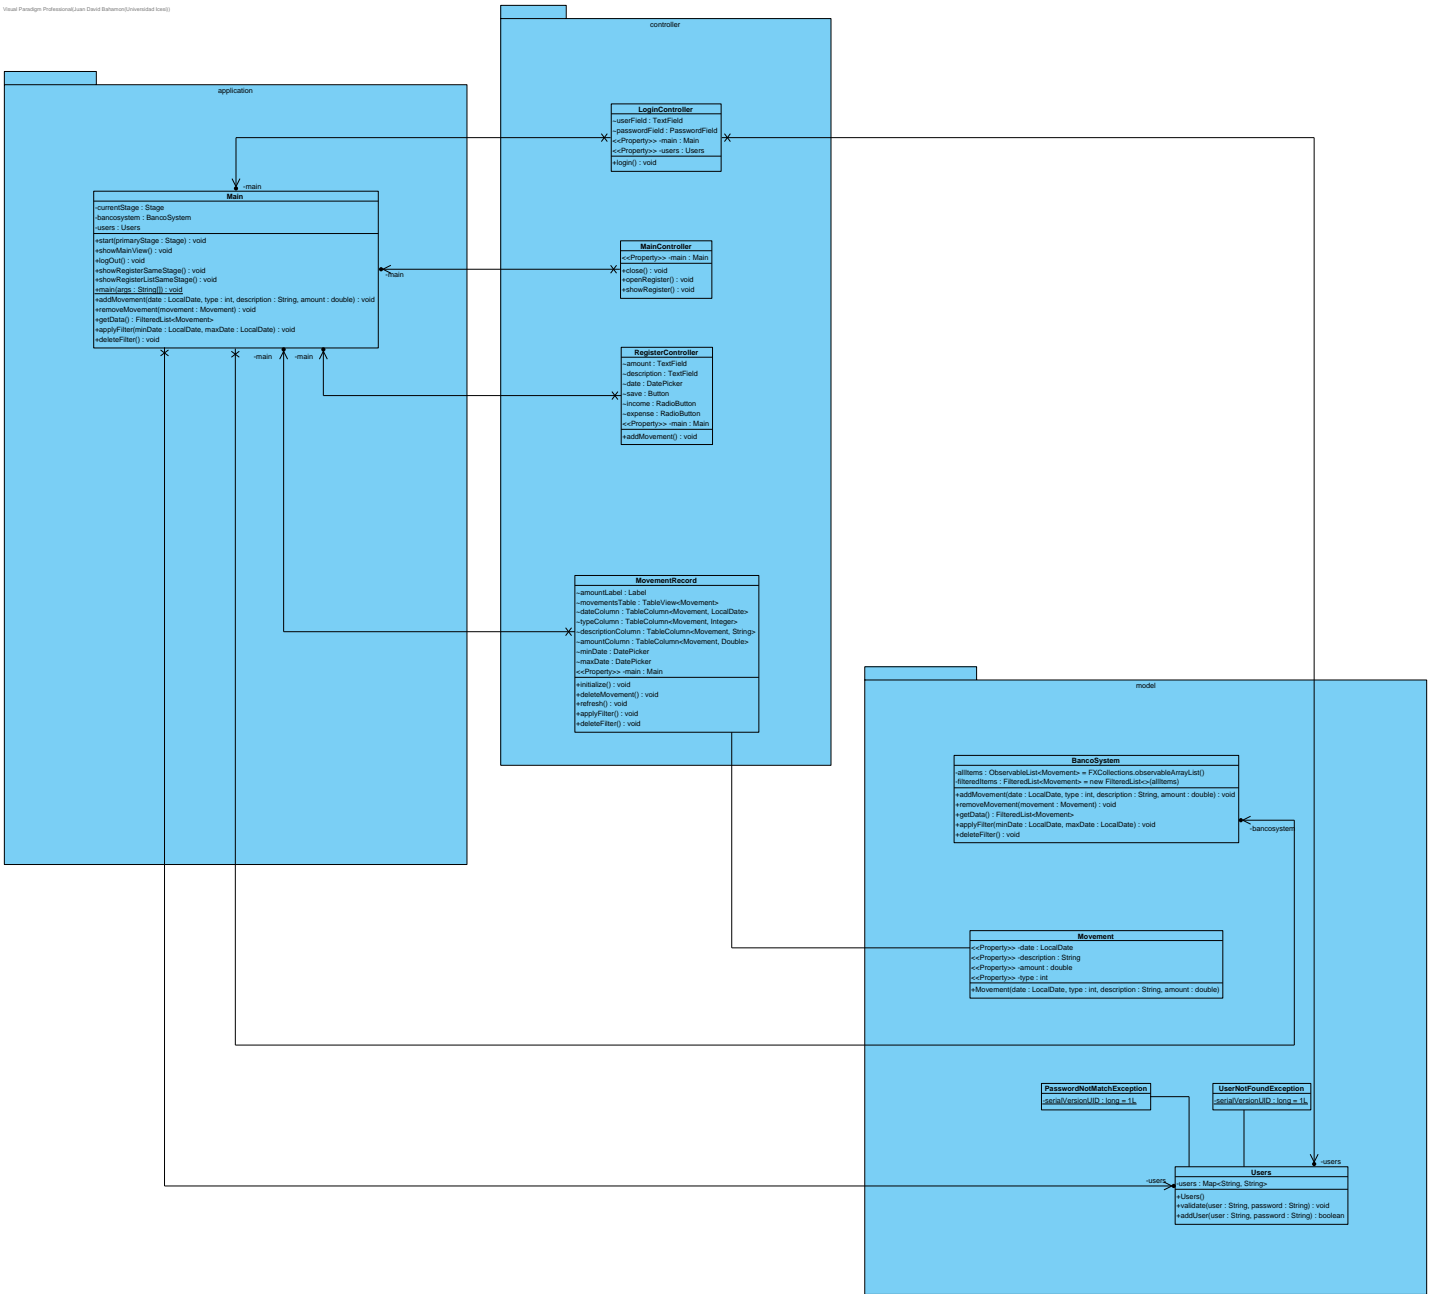 Visual Paradigm Professional(Juan David Bahamon(Universidad Icesi))
controller
application
LoginController
~userField : TextField
~passwordField : PasswordField
<<Property>> -main : Main
<<Property>> -users : Users
+login() : void
-main
Main
-currentStage : Stage
-bancosystem : BancoSystem
-users : Users
+start(primaryStage : Stage) : void
+showMainView() : void
+logOut() : void
+showRegisterSameStage() : void
+showRegisterListSameStage() : void
+main(args : String[]) : void
+addMovement(date : LocalDate, type : int, description : String, amount : double) : void
+removeMovement(movement : Movement) : void
+getData() : FilteredList<Movement>
+applyFilter(minDate : LocalDate, maxDate : LocalDate) : void
+deleteFilter() : void
-main
MainController
<<Property>> -main : Main
+close() : void
+openRegister() : void
+showRegister() : void
-main
-main
RegisterController
~amount : TextField
~description : TextField
~date : DatePicker
~save : Button
~income : RadioButton
~expense : RadioButton
<<Property>> -main : Main
+addMovement() : void
MovementRecord
~amountLabel : Label
~movementsTable : TableView<Movement>
~dateColumn : TableColumn<Movement, LocalDate>
~typeColumn : TableColumn<Movement, Integer>
~descriptionColumn : TableColumn<Movement, String>
~amountColumn : TableColumn<Movement, Double>
~minDate : DatePicker
~maxDate : DatePicker
<<Property>> -main : Main
+initialize() : void
+deleteMovement() : void
+refresh() : void
+applyFilter() : void
+deleteFilter() : void
model
BancoSystem
-allItems : ObservableList<Movement> = FXCollections.observableArrayList()
-filteredItems : FilteredList<Movement> = new FilteredList<>(allItems)
+addMovement(date : LocalDate, type : int, description : String, amount : double) : void
+removeMovement(movement : Movement) : void
+getData() : FilteredList<Movement>
+applyFilter(minDate : LocalDate, maxDate : LocalDate) : void
+deleteFilter() : void
-bancosystem
Movement
<<Property>> -date : LocalDate
<<Property>> -description : String
<<Property>> -amount : double
<<Property>> -type : int
+Movement(date : LocalDate, type : int, description : String, amount : double)
PasswordNotMatchException
-serialVersionUID : long = 1L
UserNotFoundException
-serialVersionUID : long = 1L
-users
-users
Users
-users : Map<String, String>
+Users()
+validate(user : String, password : String) : void
+addUser(user : String, password : String) : boolean